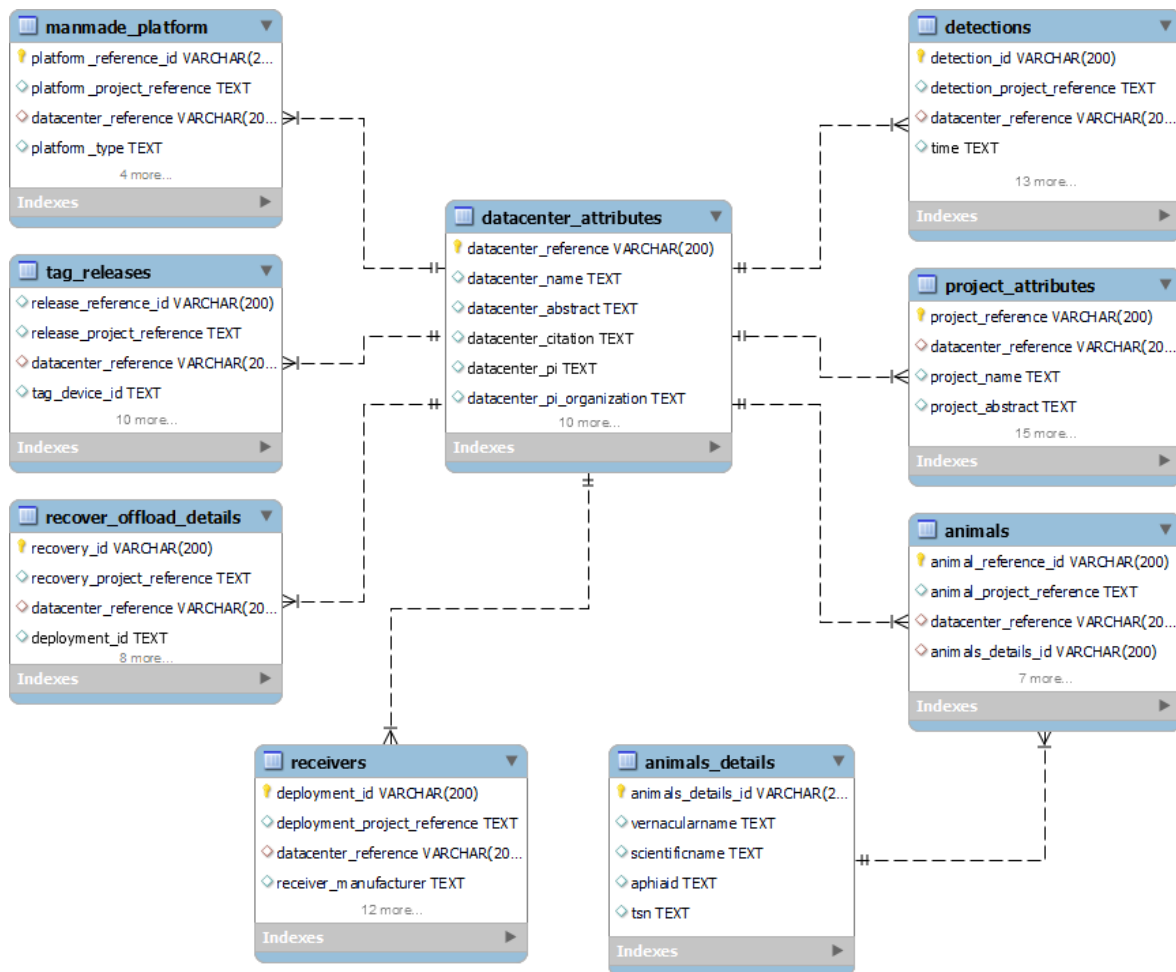 manmade_platform
platform_reference_id VARCHAR(2...
platform_project_reference TEXT
datacenter_reference VARCHAR(20...
platform_type TEXT
4 more...
Indexes
tag_releases
release_reference_id VARCHAR(200)
release_project_reference TEXT
datacenter_reference VARCHAR(20...
tag_device_id TEXT
10 more...
Indexes
recover_offload_details
recovery_id VARCHAR(200)
recovery_project_reference TEXT
datacenter_reference VARCHAR(20...
deployment_id TEXT
8 more...
Indexes
datacenter_attributes
datacenter_reference VARCHAR(200)
datacenter_name TEXT
datacenter_abstract TEXT
datacenter_citation TEXT
datacenter_pi TEXT
datacenter_pi_organization TEXT
10 more...
Indexes
detections
detection_id VARCHAR(200)
detection_project_reference TEXT
datacenter_reference VARCHAR(20...
time TEXT
13 more...
Indexes
project_attributes
project_reference VARCHAR(200)
datacenter_reference VARCHAR(20...
project_name TEXT
project_abstract TEXT
15 more...
Indexes
animals
animal_reference_id VARCHAR(200)
animal_project_reference TEXT
datacenter_reference VARCHAR(20...
animals_details_id VARCHAR(200)
7 more...
Indexes
receivers
deployment_id VARCHAR(200)
deployment_project_reference TEXT
datacenter_reference VARCHAR(20...
receiver_manufacturer TEXT
12 more...
Indexes
animals_details
animals_details_id VARCHAR(2...
vernacularname TEXT
scientificname TEXT
aphiaid TEXT
tsn TEXT
Indexes